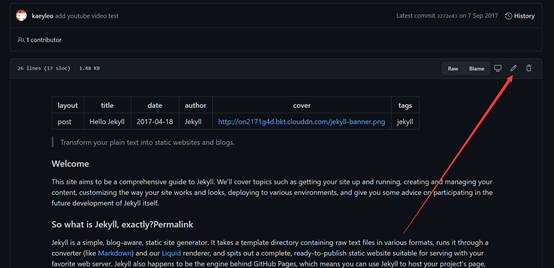 kaeyleo add youtube video test
Latest commit 3272e43 on 7 Sep 2017 History
1 contributor
26 lines (17 sloc) 1.48 KB
Raw Blame
layout title date author cover tags
post Hello Jekyll 2017-04-18 Jekyll http://on2171g4d.bkt.clouddn.com/jekyll-banner.png jekyll
Transform your plain text into static websites and blogs.
Welcome
This site aims to be a comprehensive guide to Jekyll. We'll cover topics such as getting your site up and running, creating and managing your
content, customizing the way your site works and looks, deploying to various environments, and give you some advice on participating in the
future development of Jekyll itself.
So what is Jekyll, exactly?Permalink
Jekyll is a simple, blog-aware, static site generator. It takes a template directory containing raw text files in various formats, runs it through a
converter (like Markdown) and our Liquid renderer, and spits out a complete, ready-to-publish static website suitable for serving with your
favorite web server. Jekyll also happens to be the engine behind GitHub Pages, which means you can use Jekyll to host your project's page,